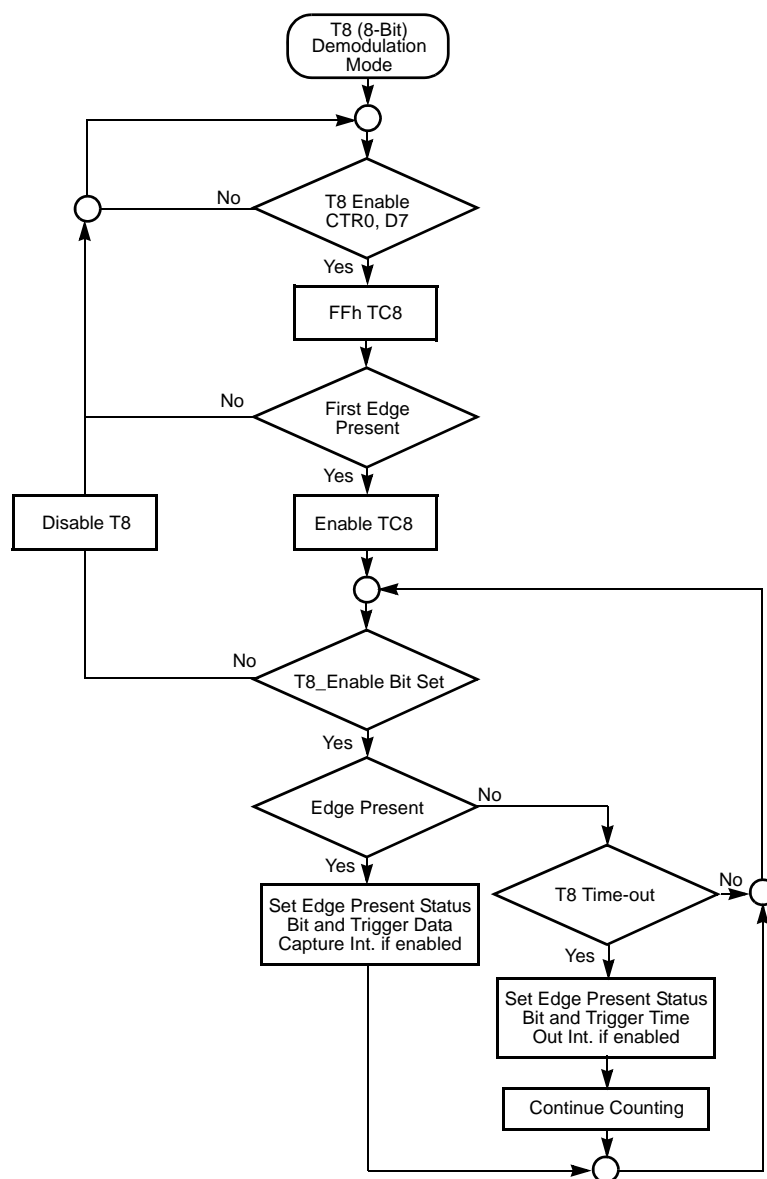 T8 (8-Bit)
Demodulation
Mode
No
T8 Enable
CTR0, D7
Yes
FFh TC8
No
First Edge
Present
Yes
Disable T8
Enable TC8
No
T8_Enable Bit Set
Yes
Edge Present
No
Yes
T8 Time-out
No
Set Edge Present Status
Bit and Trigger Data
Capture Int. if enabled
Yes
Set Edge Present Status
Bit and Trigger Time
Out Int. if enabled
Continue Counting